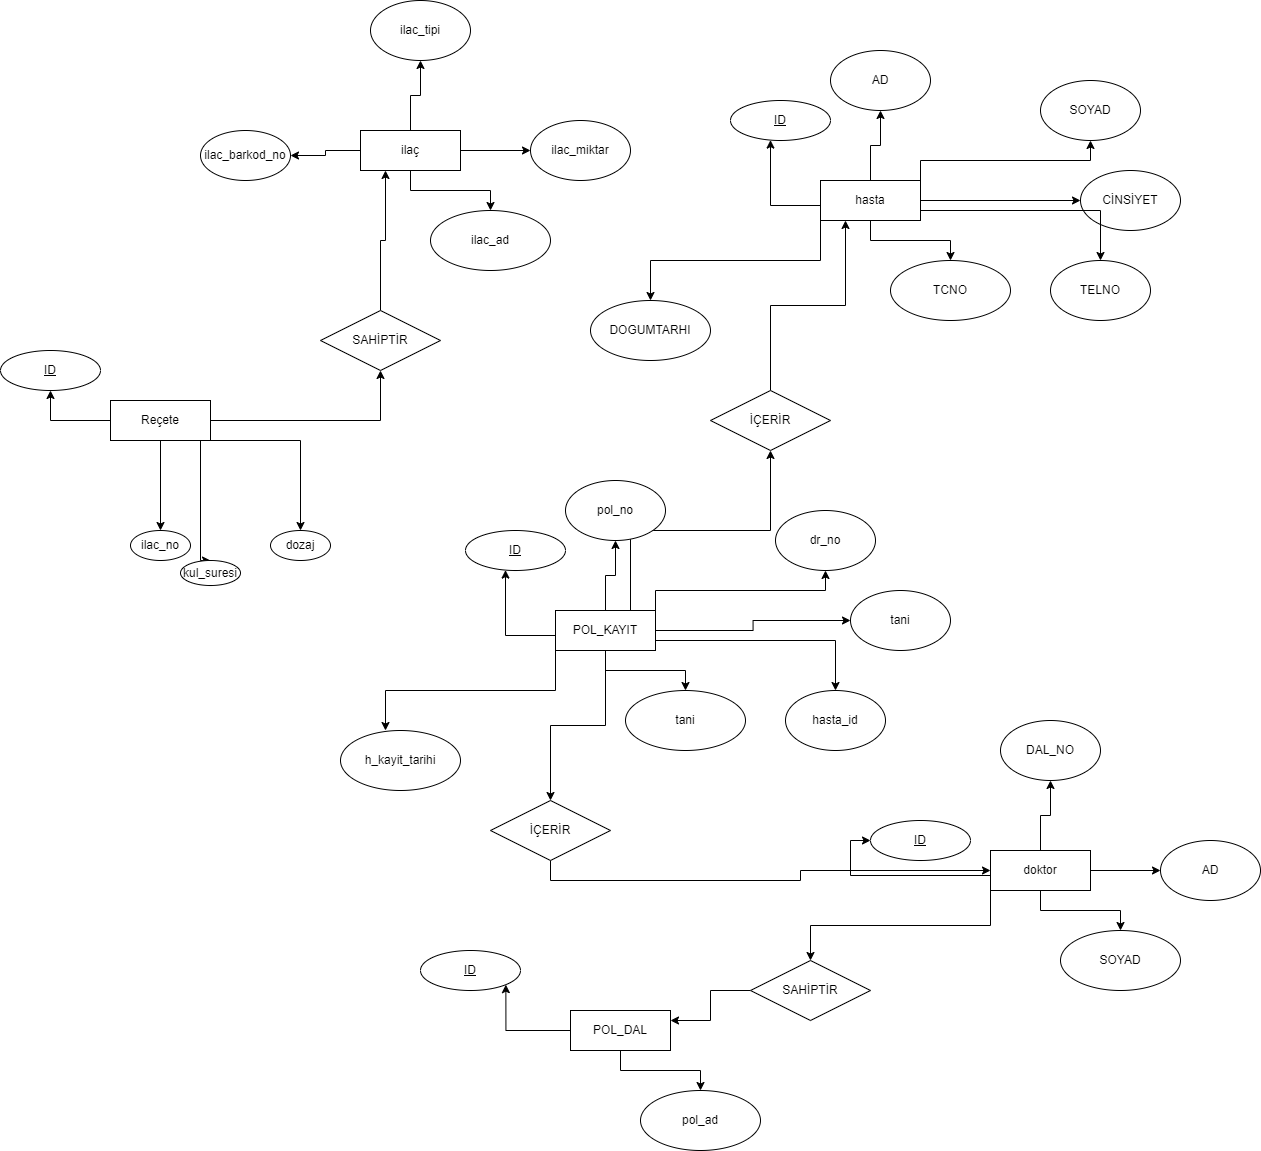 ilac_tipi
ilac_barkod_no
ilaç
ilac_miktar
ilac_ad
SAHİPTİR
ID
Reçete
ilac_no
kul_suresi
dozaj
AD
ID
SOYAD
hasta
CİNSİYET
TCNO
TELNO
DOGUMTARHI
İÇERİR
pol_no
ID
dr_no
tani
POL_KAYIT
tani
hasta_id
h_kayit_tarihi
İÇERİR
DAL_NO
ID
doktor
AD
SOYAD
SAHİPTİR
ID
POL_DAL
pol_ad